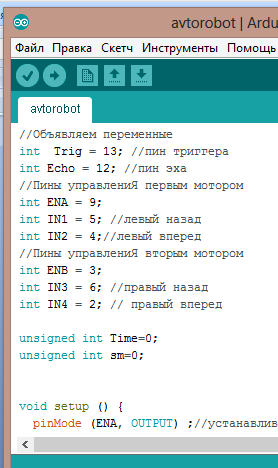 avtorobot | Ardu
Файл Правка Скетч Инструменты Помощь
avtorobot
//Объявляем переменные
int  Trig = 13; //пин триггера
int Echo = 12; //пин эха
//Пины управлениЯ первым мотором
int ENA = 9;
int IN1 = 5; //левый назад
int IN2 = 4;//левый вперед
//Пины управлениЯ вторым мотором
int ENB = 3;
int IN3 = 6; //правый назад
int IN4 = 2; // правый вперед
unsigned int Time=0;
unsigned int sm=0;
void setup () {
pinMode (ENA, OUTPUT) ;//устанавлив